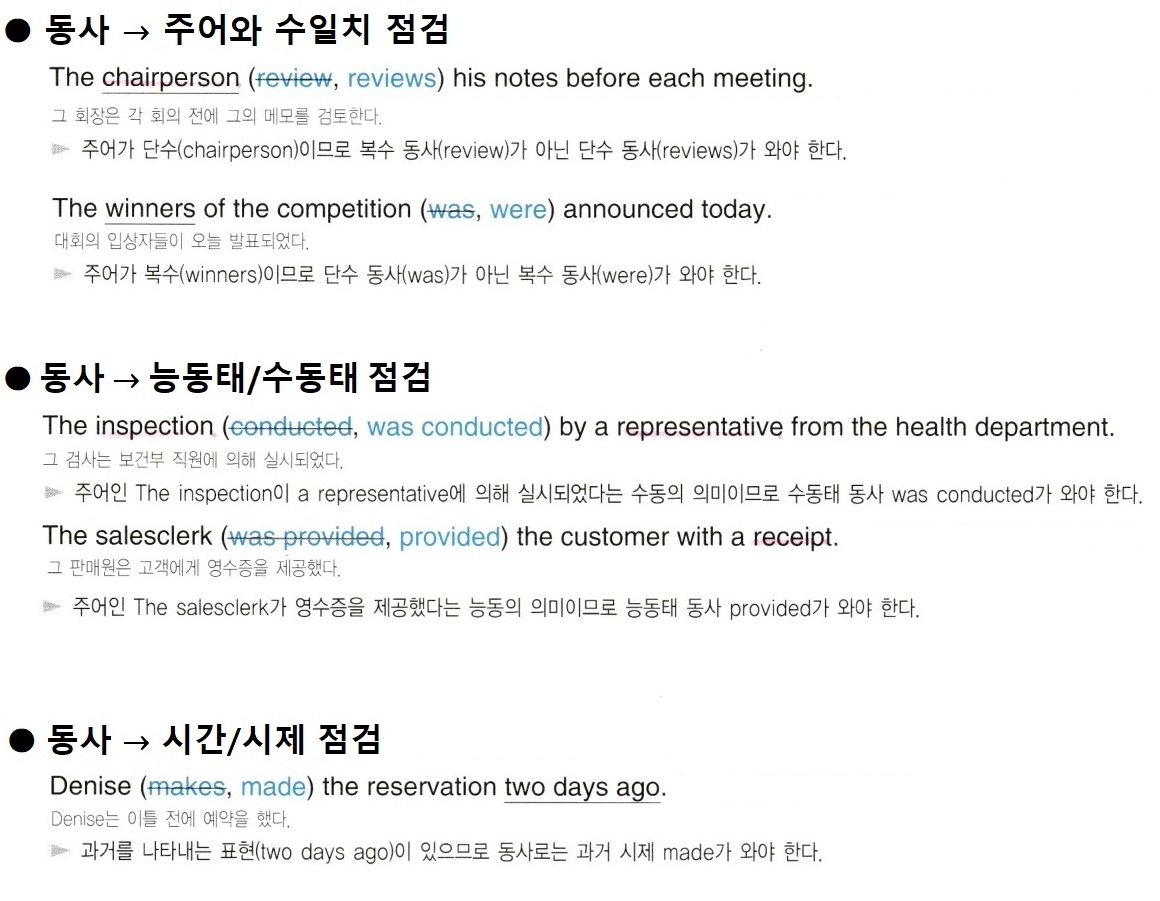 ● 동사 → 주어와 수일치 점검
The chairperson (review, reviews) his notes before each meeting.
그 회장은 각 회의 전에 그의 메모를 검토한다.
▶ 주어가 단수(chairperson)이므로 복수 동사(review)가 아닌 단수 동사(reviews)가 와야 한다.
The winners of the competition (was, were) announced today.
대회의 입상자들이 오늘 발표되었다.
▶ 주어가 복수(winners)이므로 단수 동사(was)가 아닌 복수 동사(were)가 와야 한다.
● 동사 → 능동태/수동태 점검
The inspection (conducted, was conducted) by a representative from the health department.
그 검사는 보건부 직원에 의해 실시되었다.
▶ 주어인 The inspection이 a representative에 의해 실시되었다는 수동의 의미이므로 수동태 동사 was conducted가 와야 한다.
The salesclerk (was provided, provided) the customer with a receipt.
그 판매원은 고객에게 영수증을 제공했다.
▶ 주어인 The salesclerk가 영수증을 제공했다는 능동의 의미이므로 능동태 동사 provided가 와야 한다.
● 동사 → 시간/시제 점검
Denise (makes, made) the reservation two days ago.
Denise는 이틀 전에 예약을 했다.
▶ 과거를 나타내는 표현(two days ago)이 있으므로 동사로는 과거 시제 made가 와야 한다.